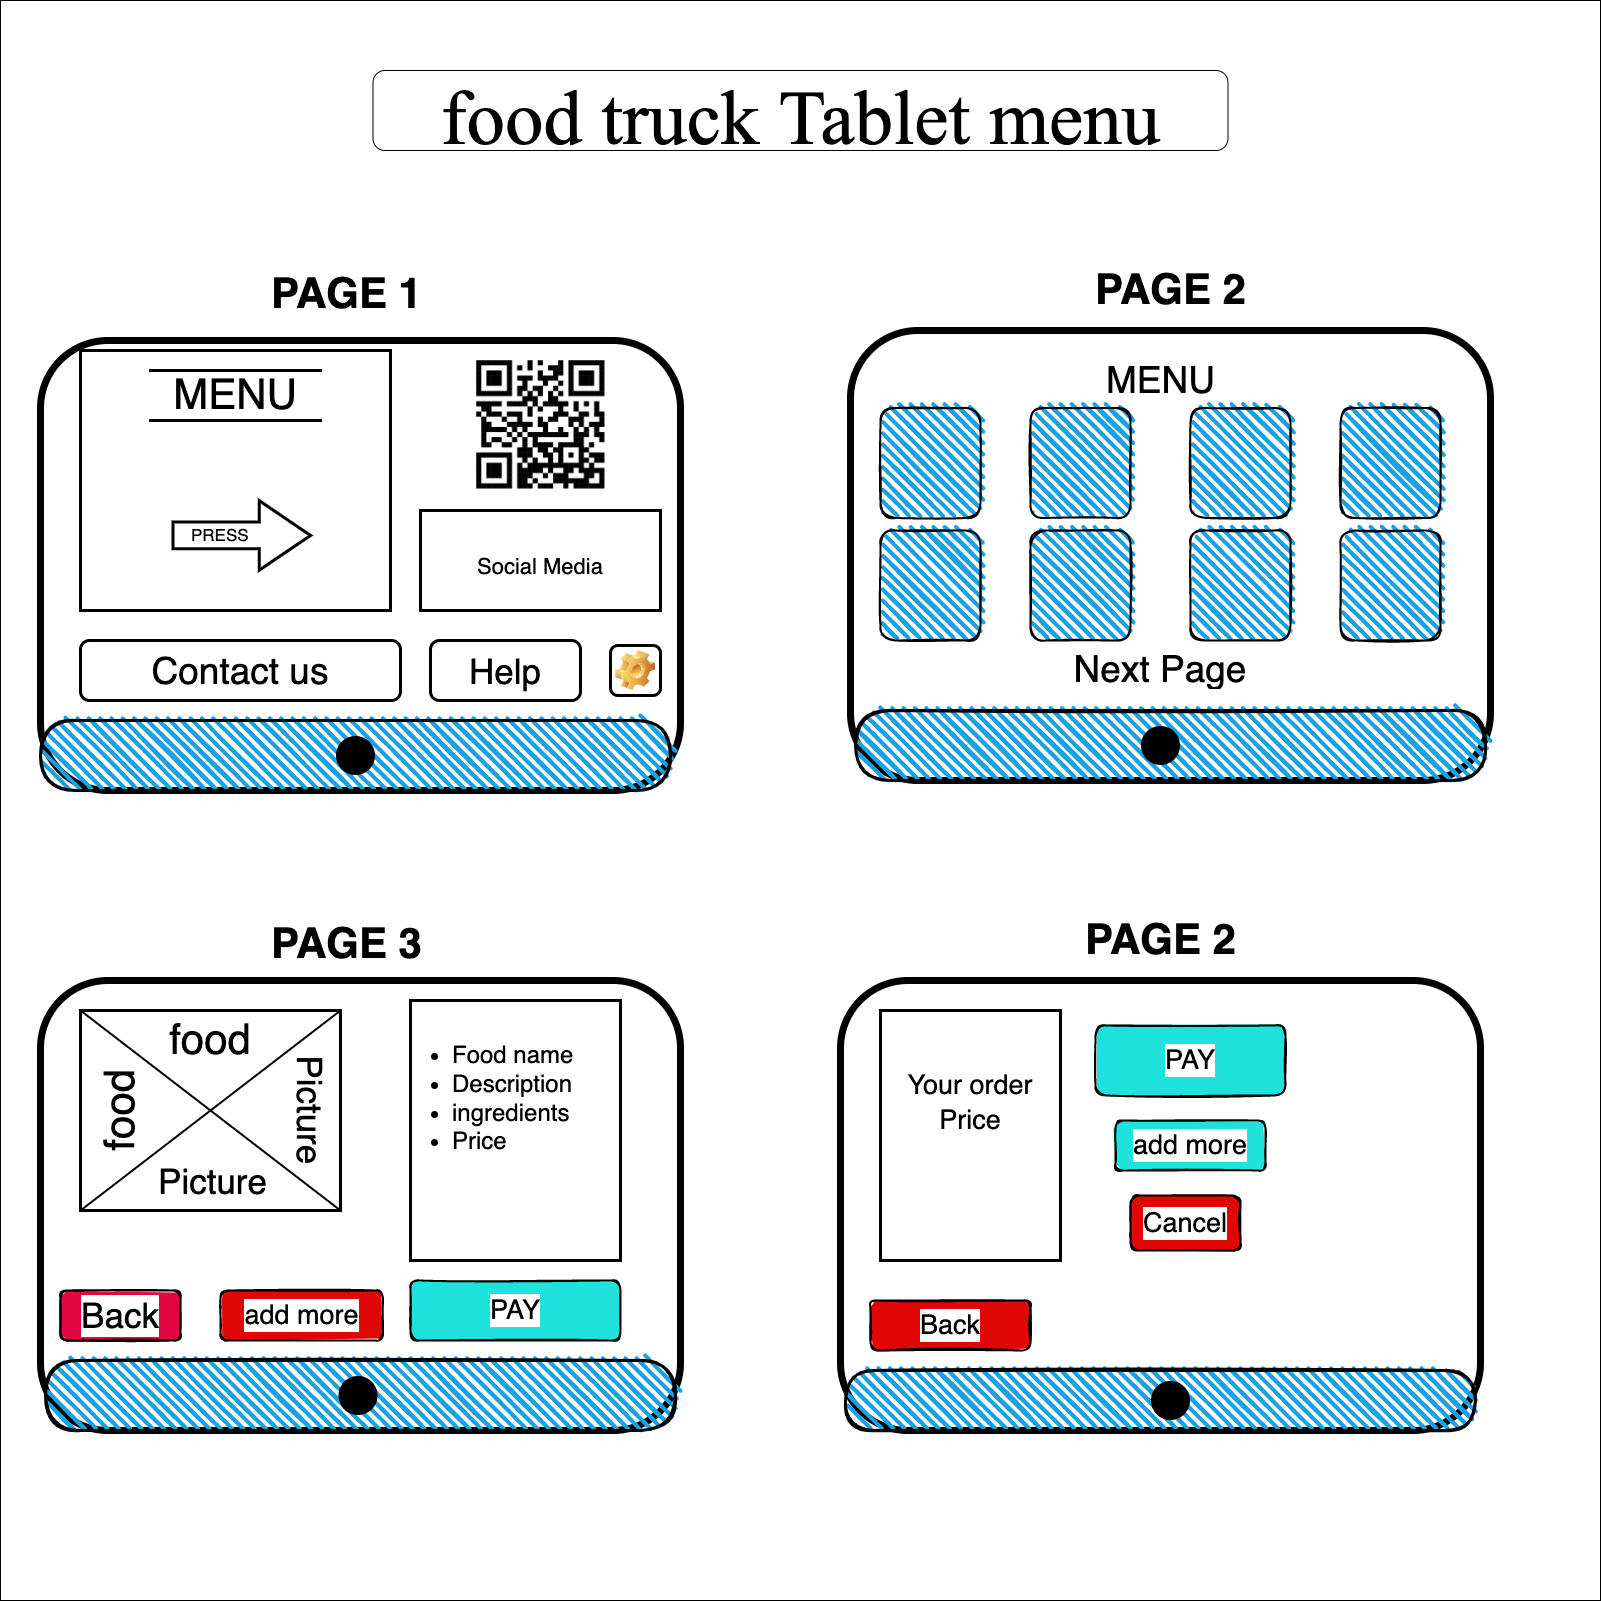 food truck Tablet menu
PAGE 1
MENU
PRESS
Social Media
Contact us
Help
PAGE 2
MENU
Next Page
PAGE 3
food
food
Picture
Picture
• Food name
• Description
• ingredients
• Price
Back
add more
PAY
PAGE 2
Your order
Price
PAY
add more
Cancel
Back